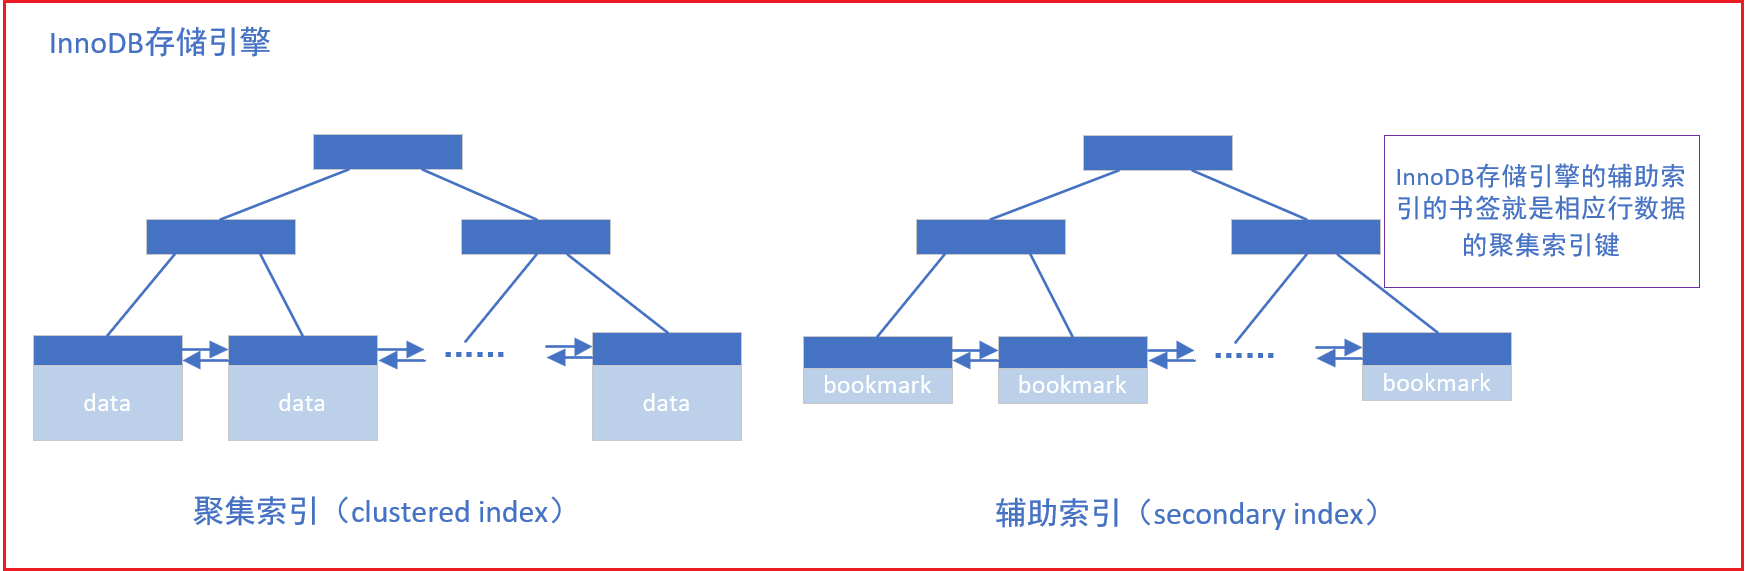 InnoDB存储引擎
InnoDB存储引擎的辅助索
引的书签就是相应行数据
的聚集索引键
data
data
......
data
bookmark
bookmark
......
bookmark
聚集索引（clustered index）
辅助索引（secondary index）